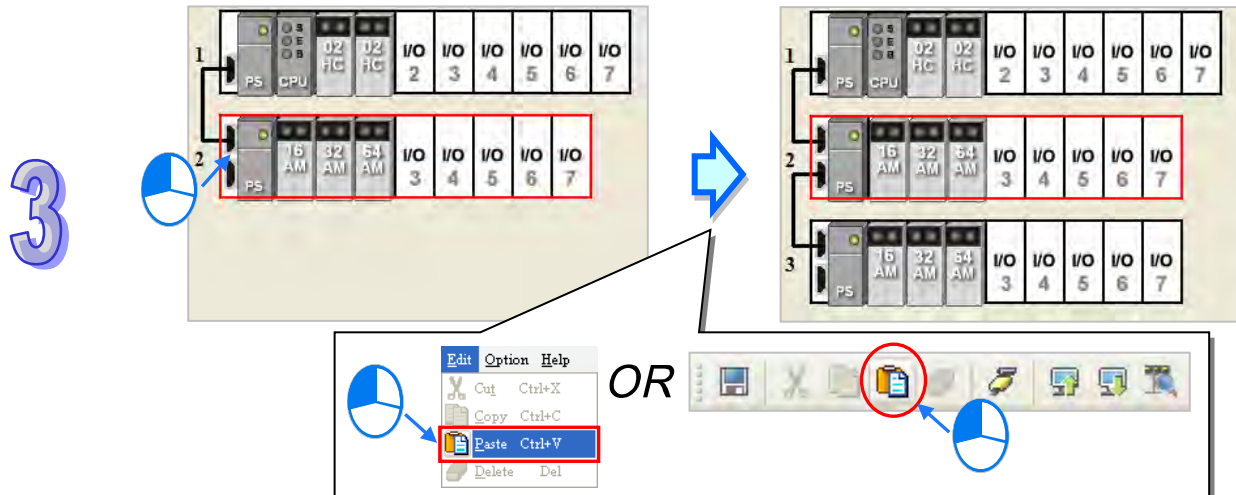 3
1
PS
CPU
S
E
B
02
HC
02
HC
I/O
2
I/O
3
I/O
4
I/O
5
I/O
6
I/O
7
2
PS
16
AM
32
AM
64
AM
I/O
3
I/O
4
I/O
5
I/O
6
I/O
7
1
PS
CPU
S
E
B
02
HC
02
HC
I/O
2
I/O
3
I/O
4
I/O
5
I/O
6
I/O
7
2
PS
16
AM
32
AM
64
AM
I/O
3
I/O
4
I/O
5
I/O
6
I/O
7
3
PS
16
AM
32
AM
64
AM
I/O
3
I/O
4
I/O
5
I/O
6
I/O
7
Edit Option Help
Cut Ctrl+X
Copy Ctrl+C
Paste Ctrl+V
Delete Del
OR